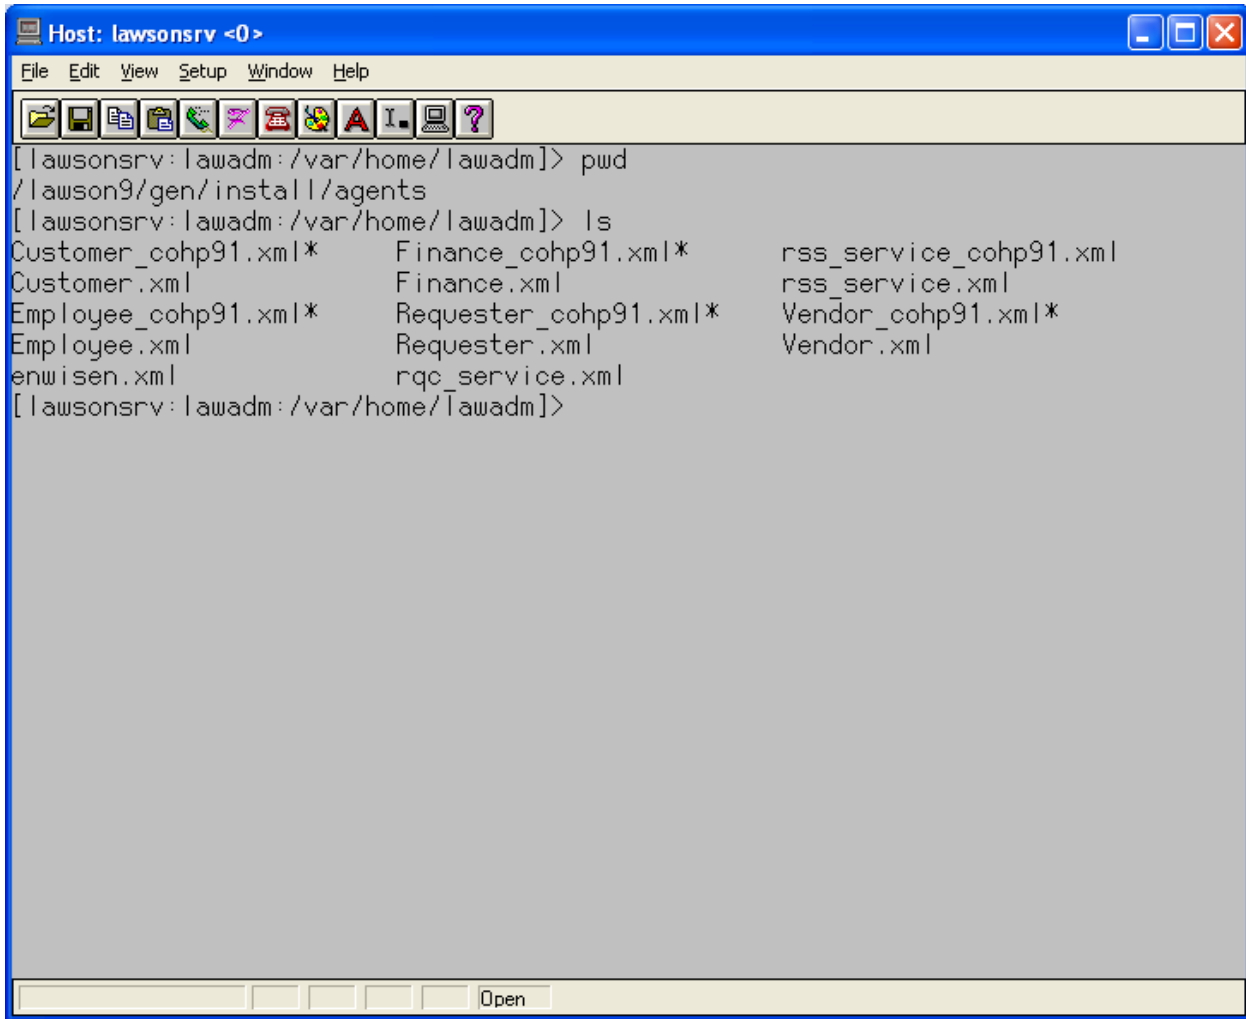 Host: lawsonsrv <0>
File Edit View Setup Window Help
[lawsonsrv:lawadm:/var/home/lawadm]> pwd
/lawson9/gen/install/agents
[lawsonsrv:lawadm:/var/home/lawadm]> ls
Customer_cohp91.xml* Finance_cohp91.xml* rss_service_cohp91.xml
Customer.xml Finance.xml rss_service.xml
Employee_cohp91.xml* Requester_cohp91.xml* Vendor_cohp91.xml*
Employee.xml Requester.xml Vendor.xml
enwisen.xml rqc_service.xml
[lawsonsrv:lawadm:/var/home/lawadm]>
Open